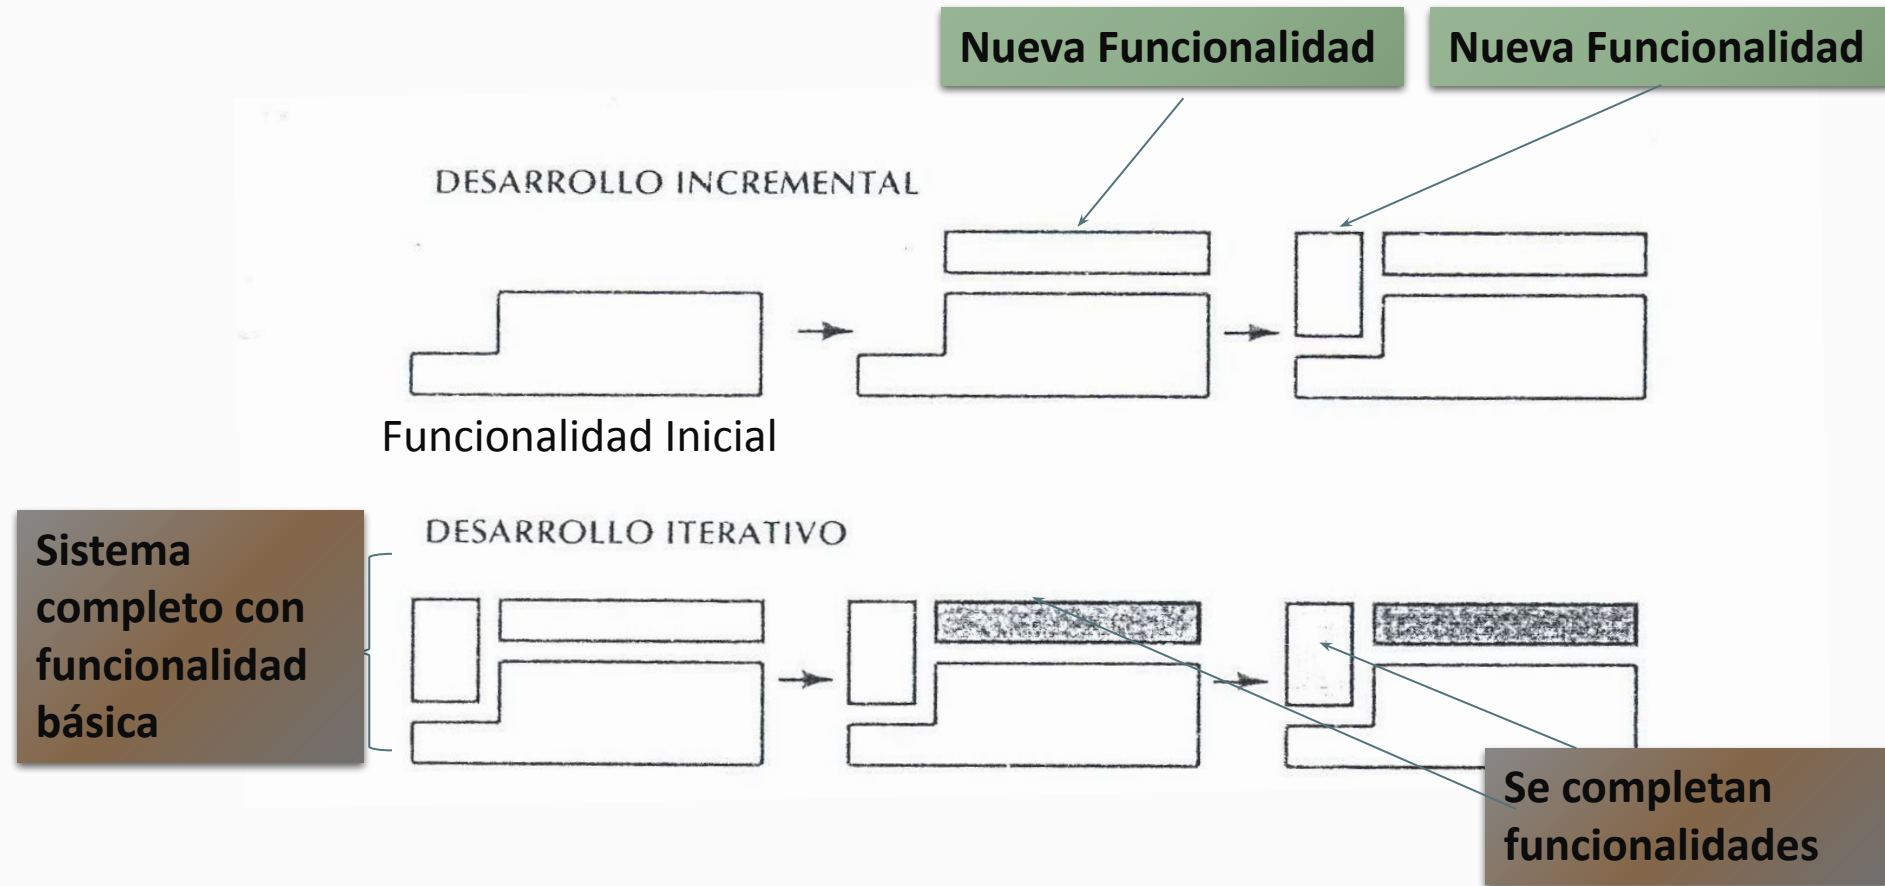 Nueva Funcionalidad
Nueva Funcionalidad
DESARROLLO INCREMENTAL
Funcionalidad Inicial
DESARROLLO ITERATIVO
Sistema
completo con
funcionalidad
básica
Se completan
funcionalidades